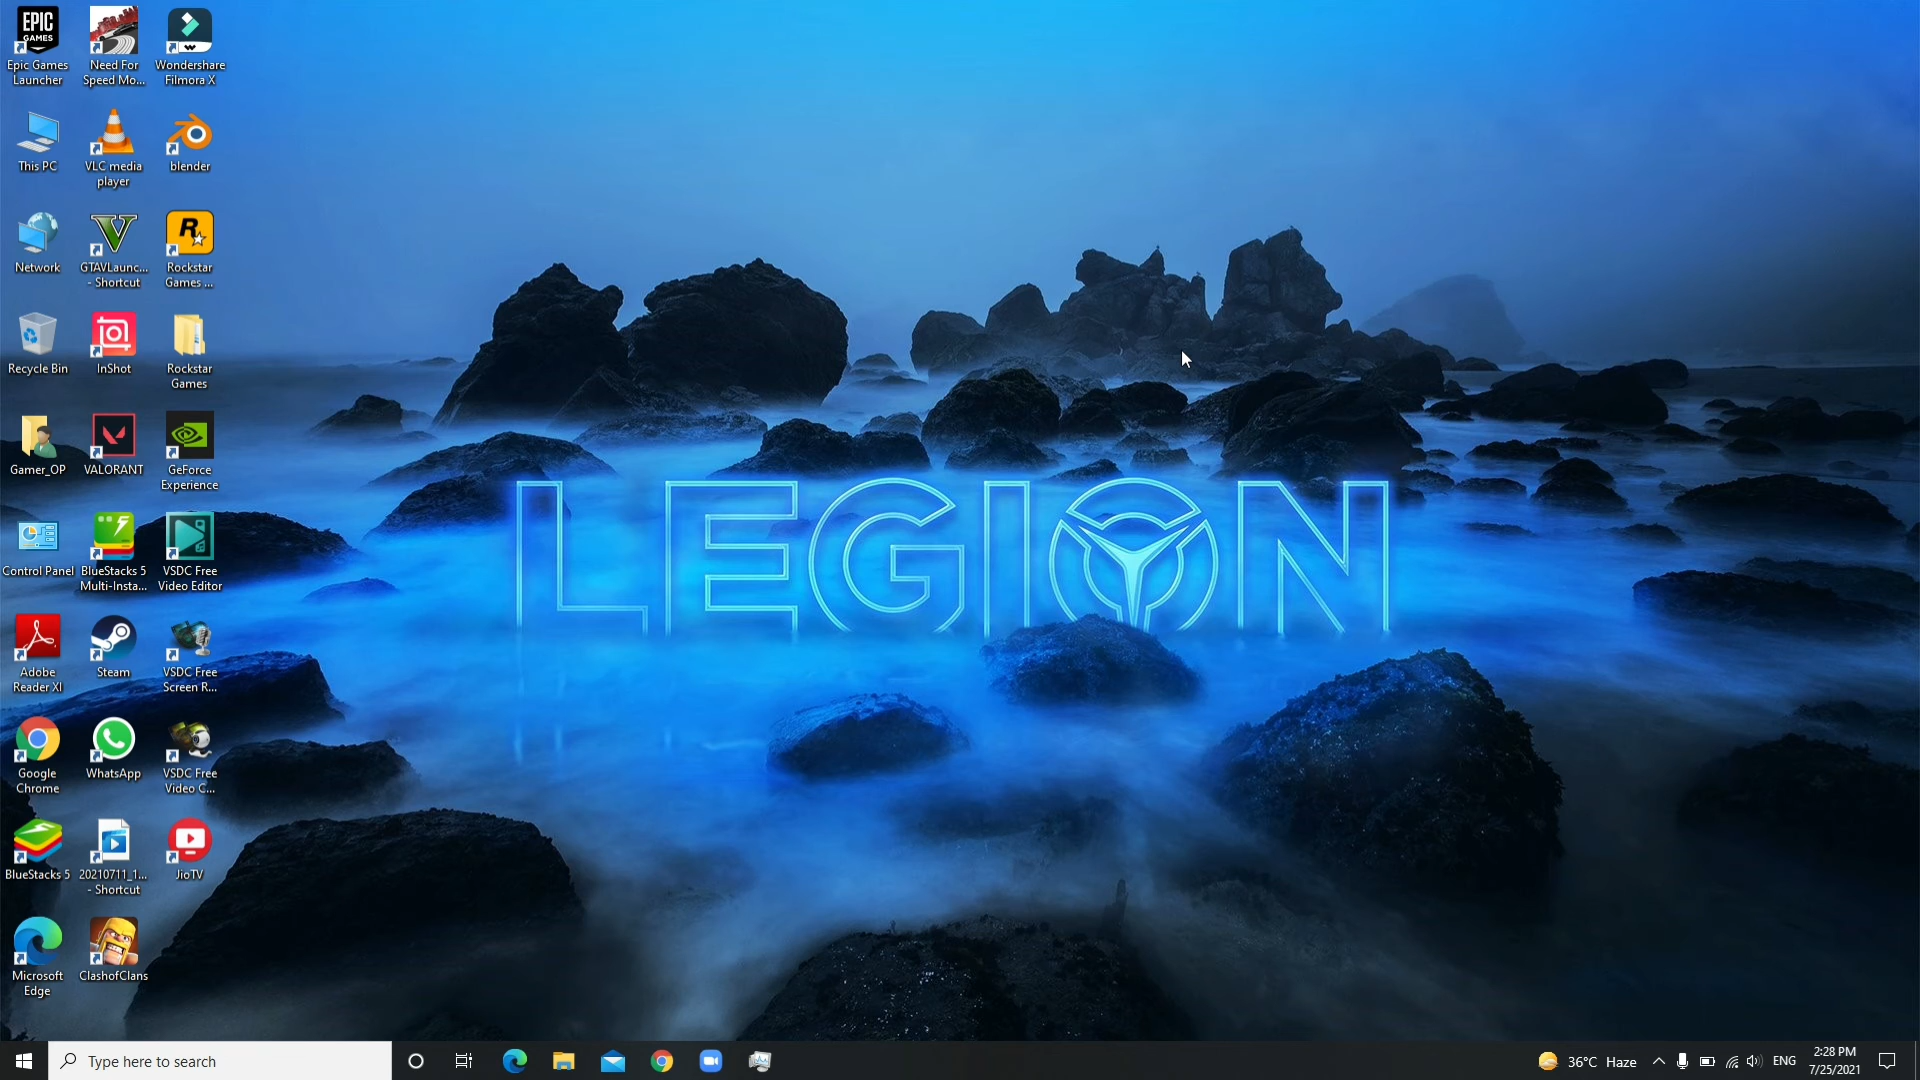 EPIC
GAMES
Epic Games
Launcher
Need For
Speed Mo...
Wondershare
Filmora X
This PC
VLC media
player
blender
Network
GTAVLaunc...
- Shortcut
Rockstar
Games ...
Recycle Bin
InShot
Rockstar
Games
Gamer_OP
VALORANT
GeForce
Experience
Control Panel
BlueStacks 5
Multi-Insta...
VSDC Free
Video Editor
Adobe
Reader XI
Steam
VSDC Free
Screen R...
Google
Chrome
WhatsApp
VSDC Free
Video C...
BlueStacks 5
20210711_1...
- Shortcut
JioTV
Microsoft
Edge
ClashofClans
LEGION
Type here to search
36°C Haze
ENG
2:28 PM
7/25/2021